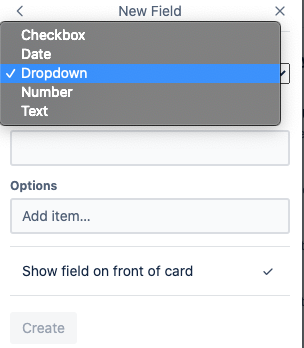 New Field
Checkbox
Date
Dropdown
Number
Text
Options
Add item...
Show field on front of card
Create